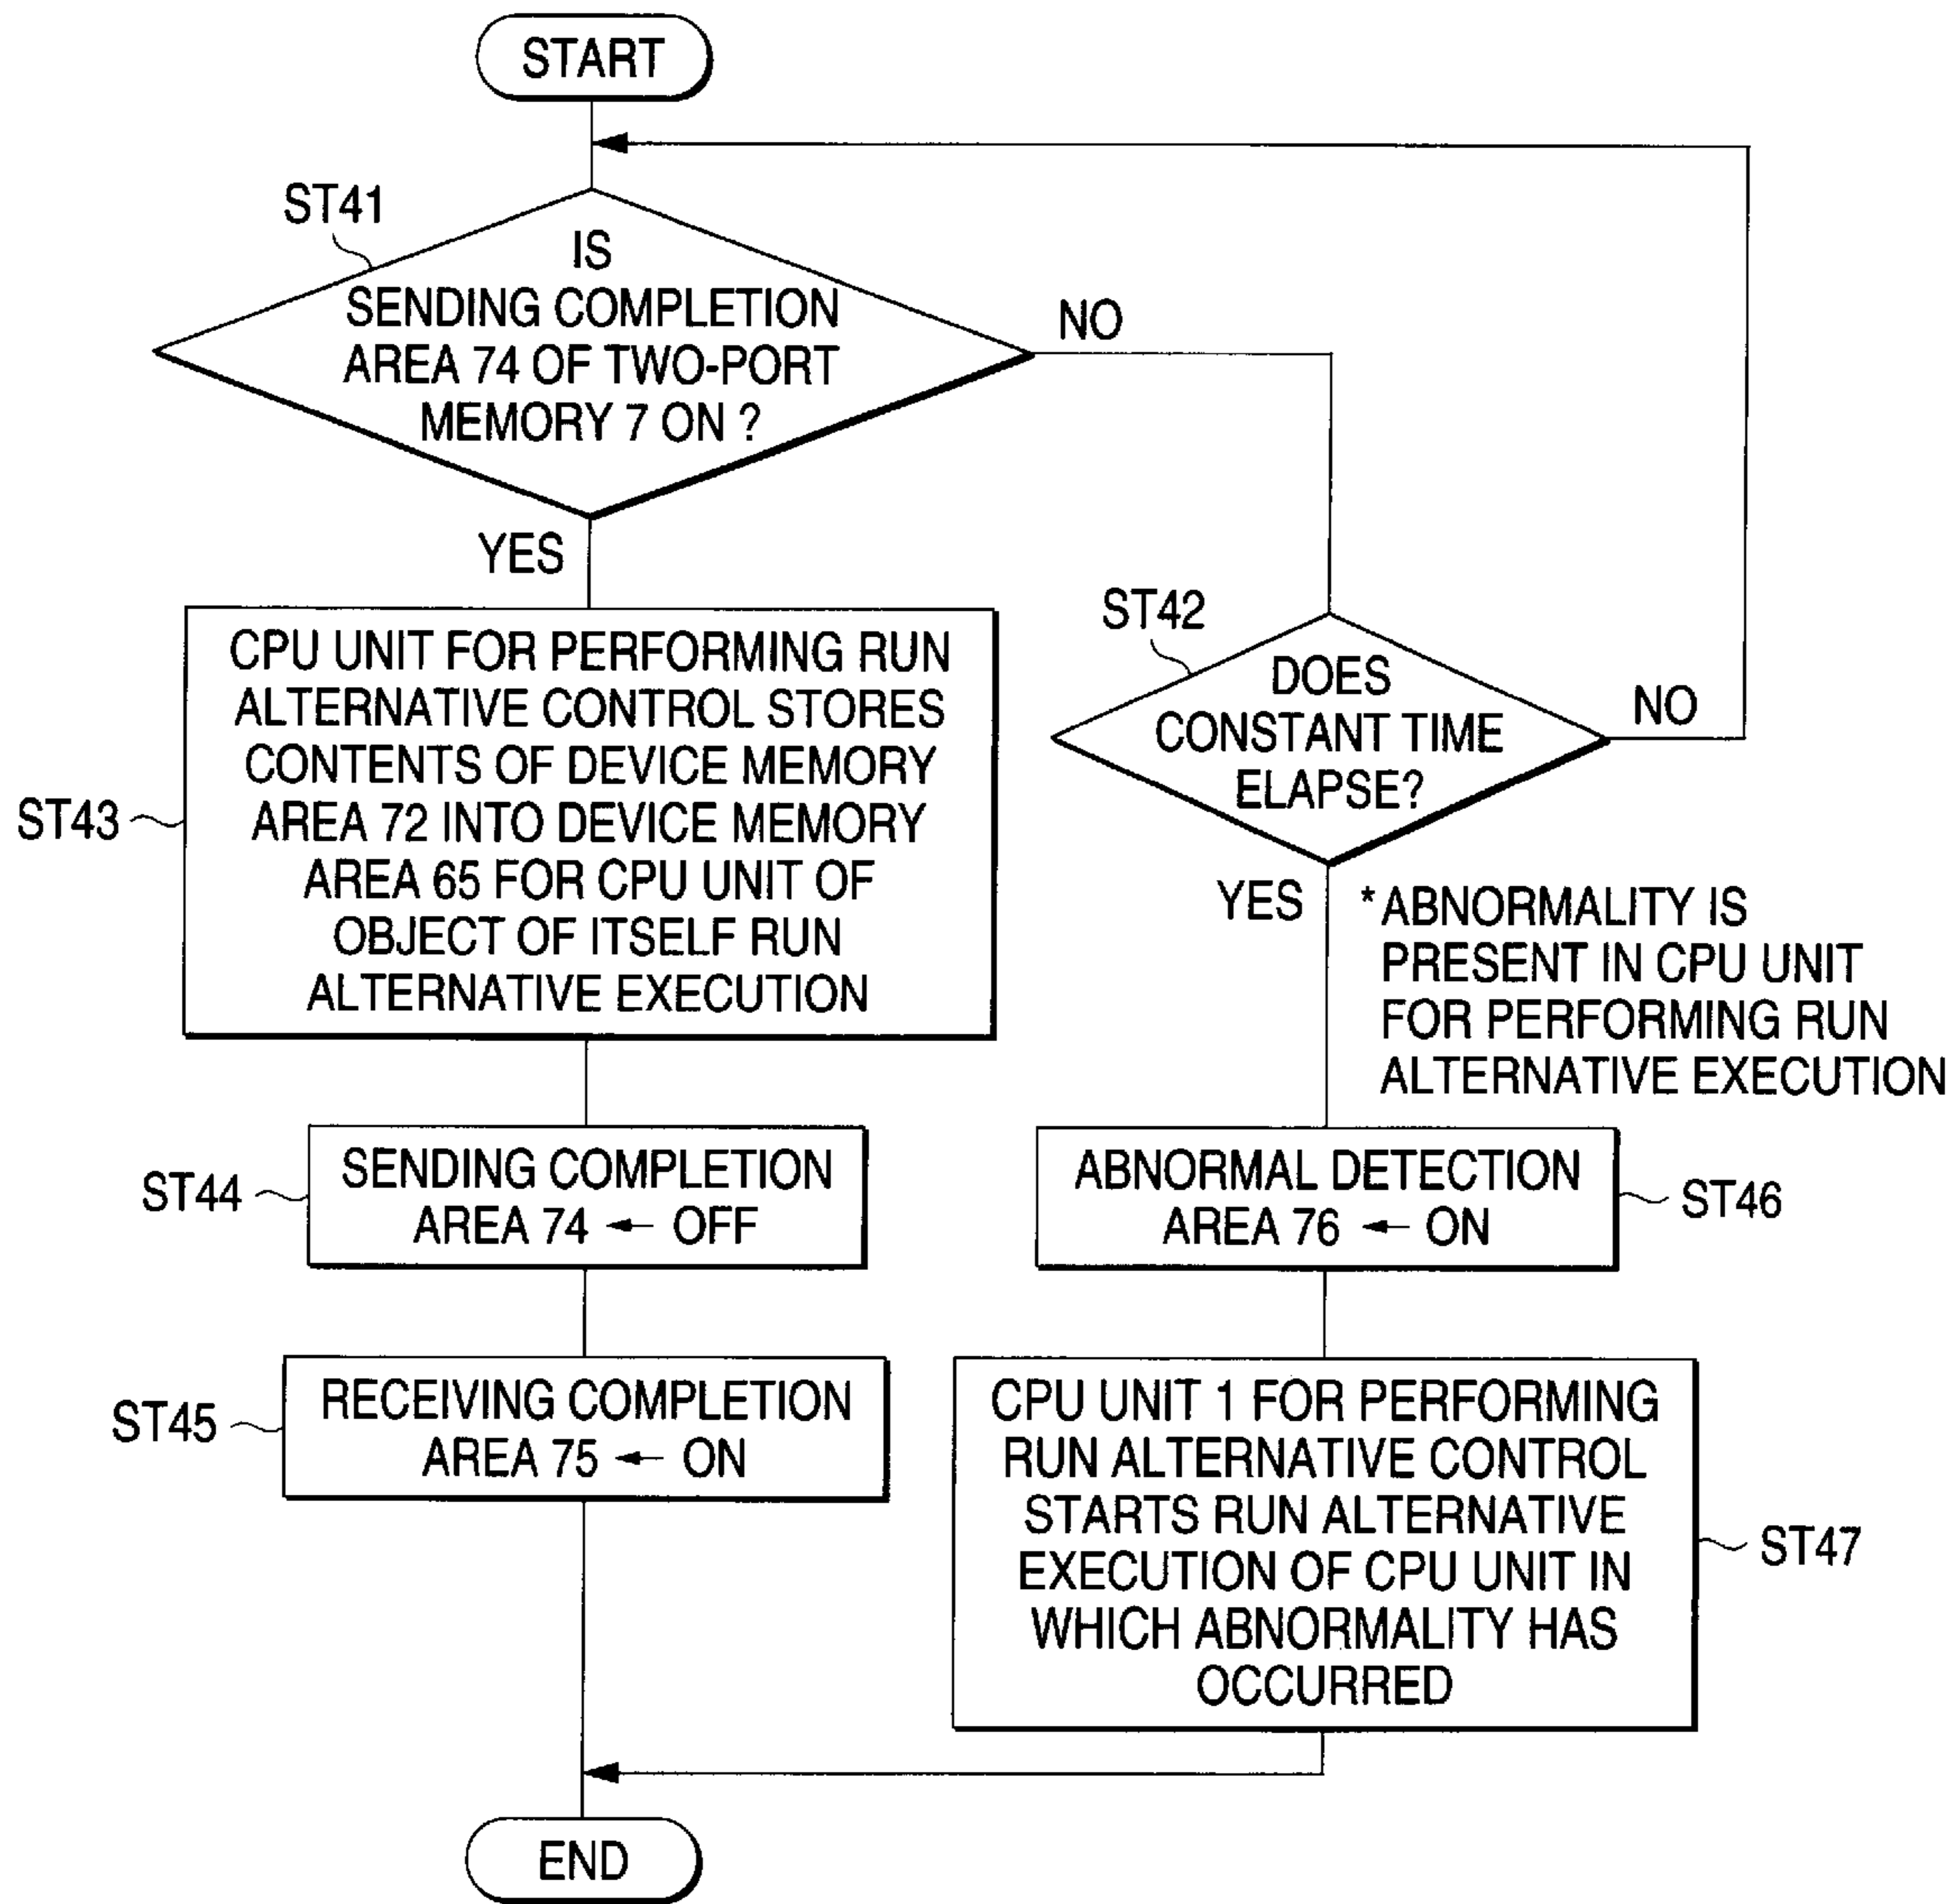 START
ST41
IS
SENDING COMPLETION
AREA 74 OF TWO-PORT
MEMORY 7 ON ?
NO
YES
ST42
DOES
CONSTANT TIME
ELAPSE?
NO
YES
* ABNORMALITY IS
PRESENT IN CPU UNIT
FOR PERFORMING RUN
ALTERNATIVE EXECUTION
ST43
CPU UNIT FOR PERFORMING RUN
ALTERNATIVE CONTROL STORES
CONTENTS OF DEVICE MEMORY
AREA 72 INTO DEVICE MEMORY
AREA 65 FOR CPU UNIT OF
OBJECT OF ITSELF RUN
ALTERNATIVE EXECUTION
ST44
SENDING COMPLETION
AREA 74 ← OFF
ST45
RECEIVING COMPLETION
AREA 75 ← ON
ABNORMAL DETECTION
AREA 76 ← ON
ST46
CPU UNIT 1 FOR PERFORMING
RUN ALTERNATIVE CONTROL
STARTS RUN ALTERNATIVE
EXECUTION OF CPU UNIT IN
WHICH ABNORMALITY HAS
OCCURRED
ST47
END